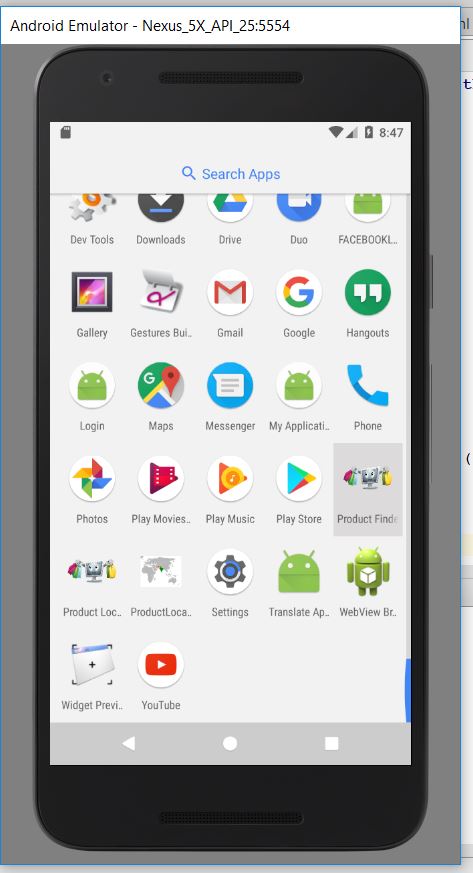 Android Emulator - Nexus_5X_API_25:5554
8:47
Search Apps
Dev Tools Downloads Drive Duo FACEBOOKL..
Gallery Gestures Bui.. Gmail Google Hangouts
Login Maps Messenger My Applicati.. Phone
Photos Play Movies.. Play Music Play Store Product Finde
Product Loc.. ProductLoca.. Settings Translate Ap.. WebView Br..
Widget Previ.. YouTube